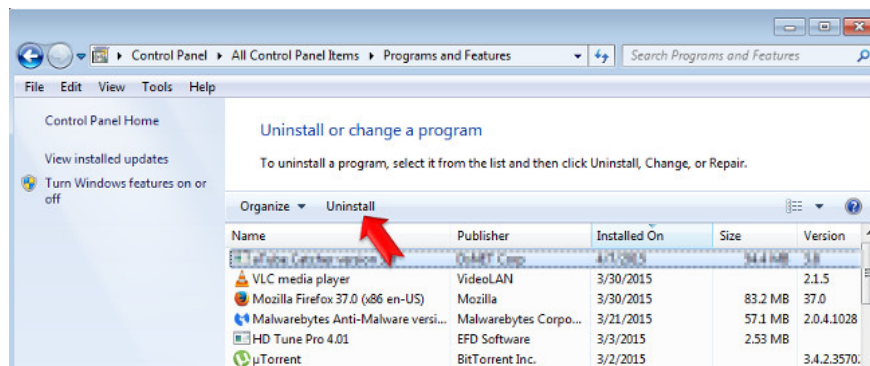 Control Panel All Control Panel Items Programs and Features Search Programs and Features
File Edit View Tools Help
Control Panel Home
Uninstall or change a program
View installed updates
To uninstall a program, select it from the list and then click Uninstall, Change, or Repair.
Turn Windows features on or
off
Organize Uninstall
Name Publisher Installed On Size Version
VLC media player VideoLAN 3/30/2015 2.1.5
Mozilla Firefox 37.0 (x86 en-US) Mozilla 3/30/2015 83.2 MB 37.0
Malwarebytes Anti-Malware versi... Malwarebytes Corpo... 3/21/2015 57.1 MB 2.0.4.1028
HD Tune Pro 4.01 EFD Software 3/3/2015 2.53 MB
µTorrent BitTorrent Inc. 3/2/2015 3.4.2.3570